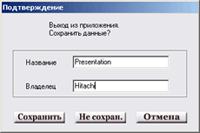 Подтверждение
Выход из приложения.
Сохранить данные?
Название Presentation
Владелец Hitachi
Сохранить Не сохран. Отмена